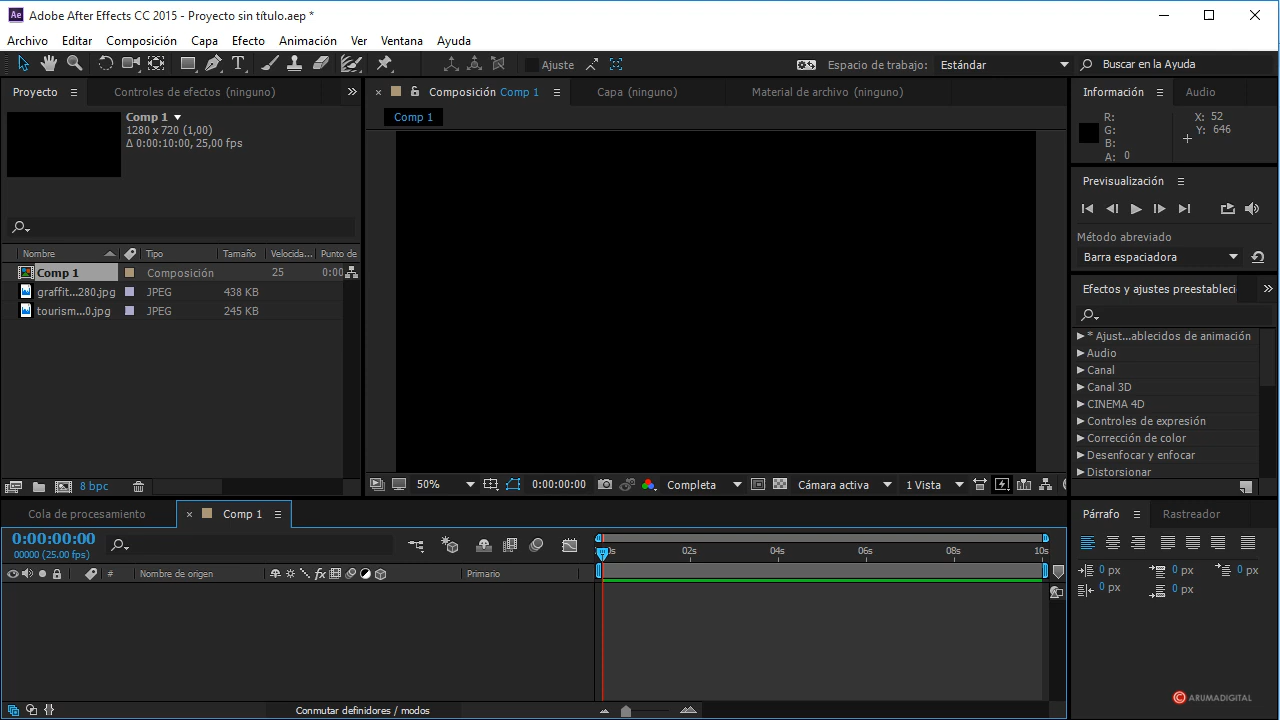 Ae Adobe After Effects CC 2015 - Proyecto sin título.aep *
Archivo Editar Composición Capa Efecto Animación Ver Ventana Ayuda
Ajuste Espacio de trabajo: Estándar Buscar en la Ayuda
Proyecto Controles de efectos (ninguno) Composición Comp 1 Capa (ninguno) Material de archivo (ninguno) Información Audio
Comp 1
1280 x 720 (1,00)
Δ 0:00:10:00, 25,00 fps
Comp 1
R:
G:
B:
A: 0
X: 52
Y: 646
Previsualización
Método abreviado
Barra espaciadora
Nombre Tipo Tamaño Velocida... Punto de
Comp 1 Composición 25 0:00
graffit...280.jpg JPEG 438 KB
tourism...0.jpg JPEG 245 KB
Efectos y ajustes preestableci
* Ajust...ablecidos de animación
Audio
Canal
Canal 3D
CINEMA 4D
Controles de expresión
Corrección de color
Desenfocar y enfocar
Distorsionar
8 bpc
50% 0:00:00:00 Completa Cámara activa 1 Vista
Cola de procesamiento Comp 1
0:00:00:00
00000 (25.00 fps)
0s 02s 04s 06s 08s 10s
# Nombre de origen fx Primario
Párrafo Rastreador
0 px 0 px 0 px
0 px 0 px
Conmutar definidores / modos
C ARUMADIGITAL